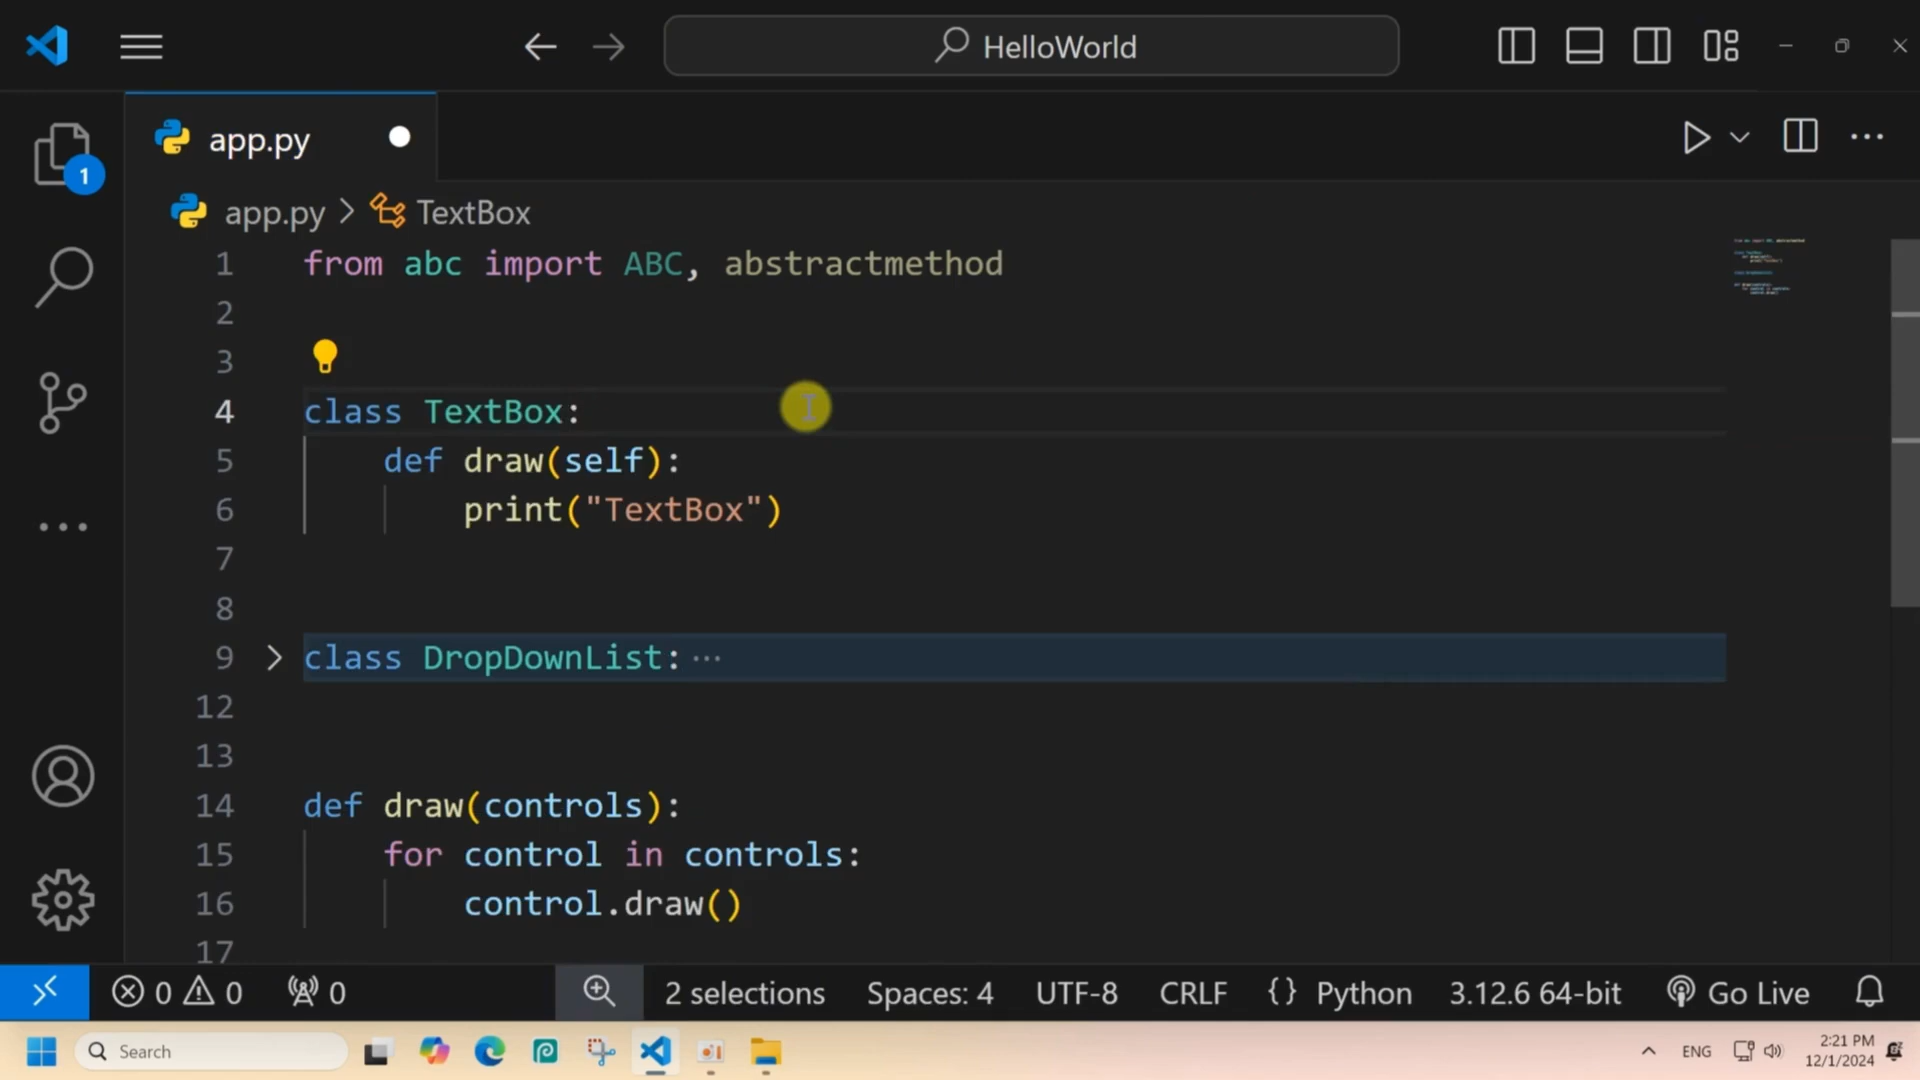 HelloWorld
app.py
1
app.py > TextBox
1 from abc import ABC, abstractmethod
2
3
4 class TextBox:
5 def draw(self):
6 print("TextBox")
7
8
9 class DropDownList: ···
12
13
14 def draw(controls):
15 for control in controls:
16 control.draw()
17
0 0 0 2 selections Spaces: 4 UTF-8 CRLF {} Python 3.12.6 64-bit Go Live
Search ENG 2:21 PM
12/1/2024